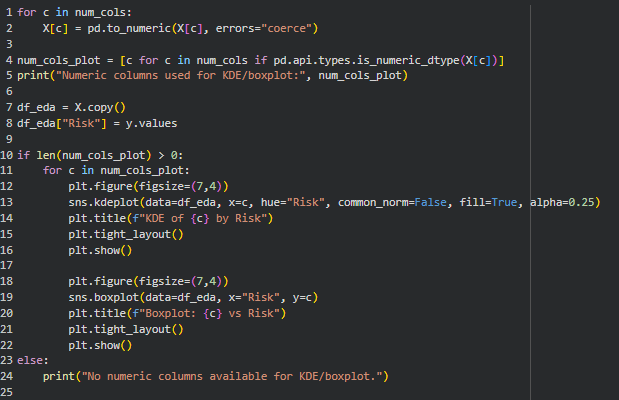 1 for c in num_cols:
2     X[c] = pd.to_numeric(X[c], errors="coerce")
3
4 num_cols_plot = [c for c in num_cols if pd.api.types.is_numeric_dtype(X[c])]
5 print("Numeric columns used for KDE/boxplot:", num_cols_plot)
6
7 df_eda = X.copy()
8 df_eda["Risk"] = y.values
9
10 if len(num_cols_plot) > 0:
11     for c in num_cols_plot:
12         plt.figure(figsize=(7,4))
13         sns.kdeplot(data=df_eda, x=c, hue="Risk", common_norm=False, fill=True, alpha=0.25)
14         plt.title(f"KDE of {c} by Risk")
15         plt.tight_layout()
16         plt.show()
17
18         plt.figure(figsize=(7,4))
19         sns.boxplot(data=df_eda, x="Risk", y=c)
20         plt.title(f"Boxplot: {c} vs Risk")
21         plt.tight_layout()
22         plt.show()
23 else:
24     print("No numeric columns available for KDE/boxplot.")
25